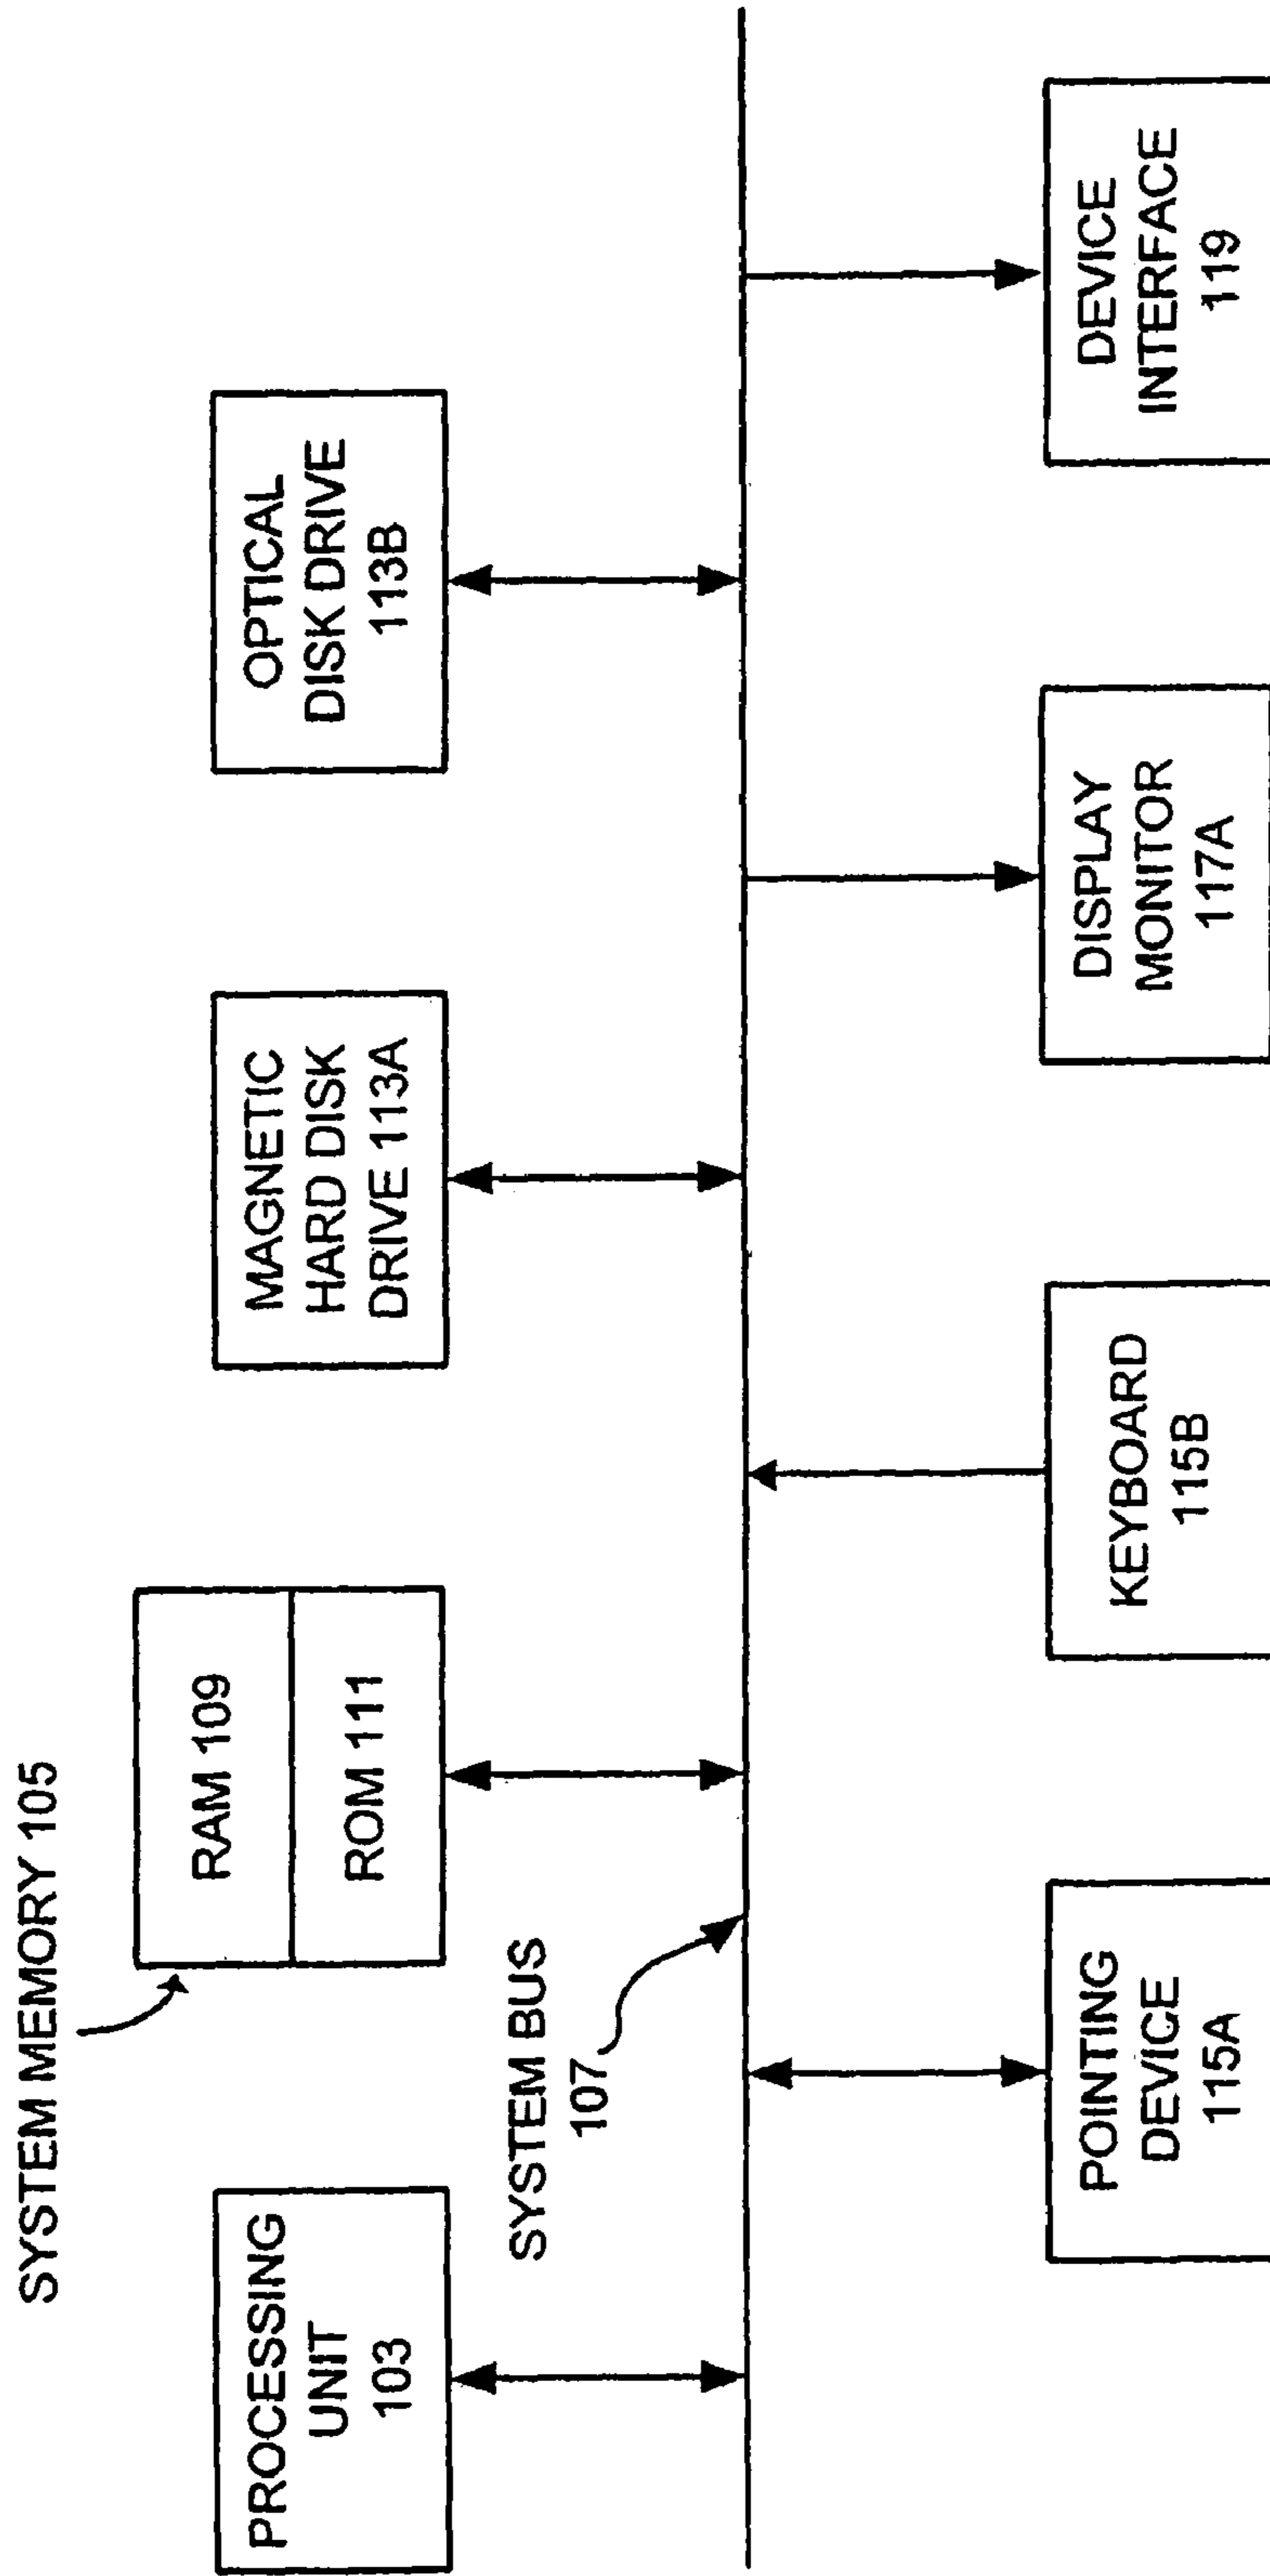 SYSTEM MEMORY 105
PROCESSING
UNIT
103
RAM 109
ROM 111
MAGNETIC
HARD DISK
DRIVE 113A
OPTICAL
DISK DRIVE
113B
SYSTEM BUS
107
POINTING
DEVICE
115A
KEYBOARD
115B
DISPLAY
MONITOR
117A
DEVICE
INTERFACE
119